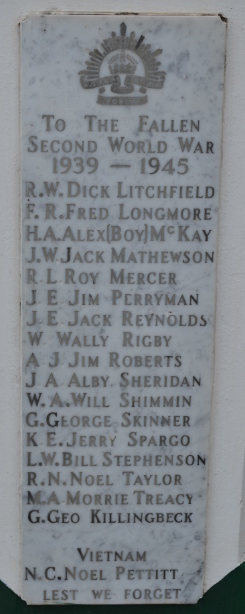 TO THE FALLEN
SECOND WORLD WAR
1939 — 1945
R.W. DICK LITCHFIELD
F. R. FRED LONGMORE
H.A. ALEX (BOY) McKAY
J.W. JACK MATHEWSON
R L ROY MERCER
J E JIM PERRYMAN
J E JACK REYNOLDS
W WALLY RIGBY
A J JIM ROBERTS
J A ALBY SHERIDAN
W. A. WILL SHIMMIN
G. GEORGE SKINNER
K E. JERRY SPARGO
L.W. BILL STEPHENSON
R. N. NOEL TAYLOR
M.A MORRIE TREACY
G. GEO KILLINGBECK
VIETNAM
N. C. NOEL PETTITT
LEST WE FORGET